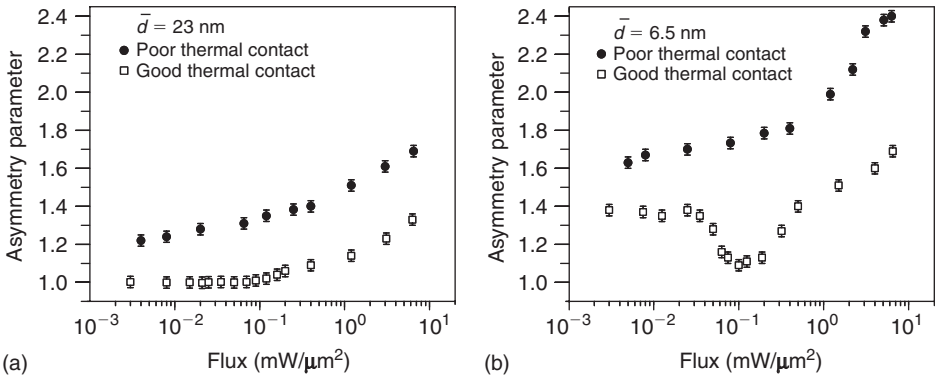 2.4
2.2
2.0
1.8
1.6
1.4
1.2
1.0
Asymmetry parameter
d̅ = 23 nm
Poor thermal contact
Good thermal contact
10⁻³ 10⁻² 10⁻¹ 10⁰ 10¹
Flux (mW/μm²)
(a)
2.4
2.2
2.0
1.8
1.6
1.4
1.2
1.0
Asymmetry parameter
d̅ = 6.5 nm
Poor thermal contact
Good thermal contact
10⁻³ 10⁻² 10⁻¹ 10⁰ 10¹
Flux (mW/μm²)
(b)